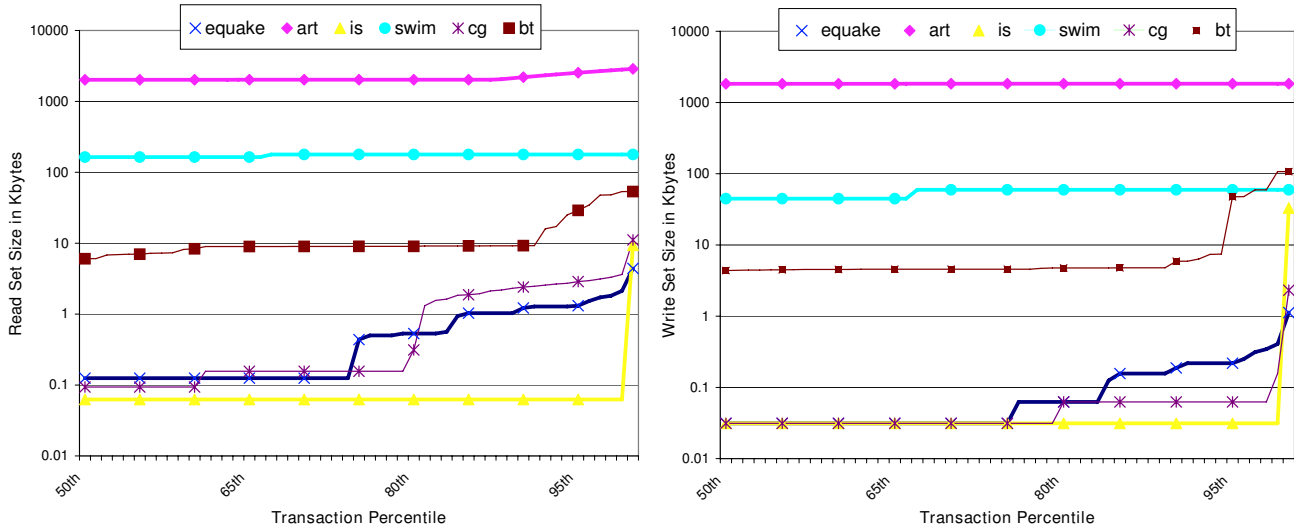 equake art is swim cg bt
10000
1000
100
10
1
0.1
0.01
Read Set Size in Kbytes
50th 65th 80th 95th
Transaction Percentile
equake art is swim cg bt
10000
1000
100
10
1
0.1
0.01
Write Set Size in Kbytes
50th 65th 80th 95th
Transaction Percentile